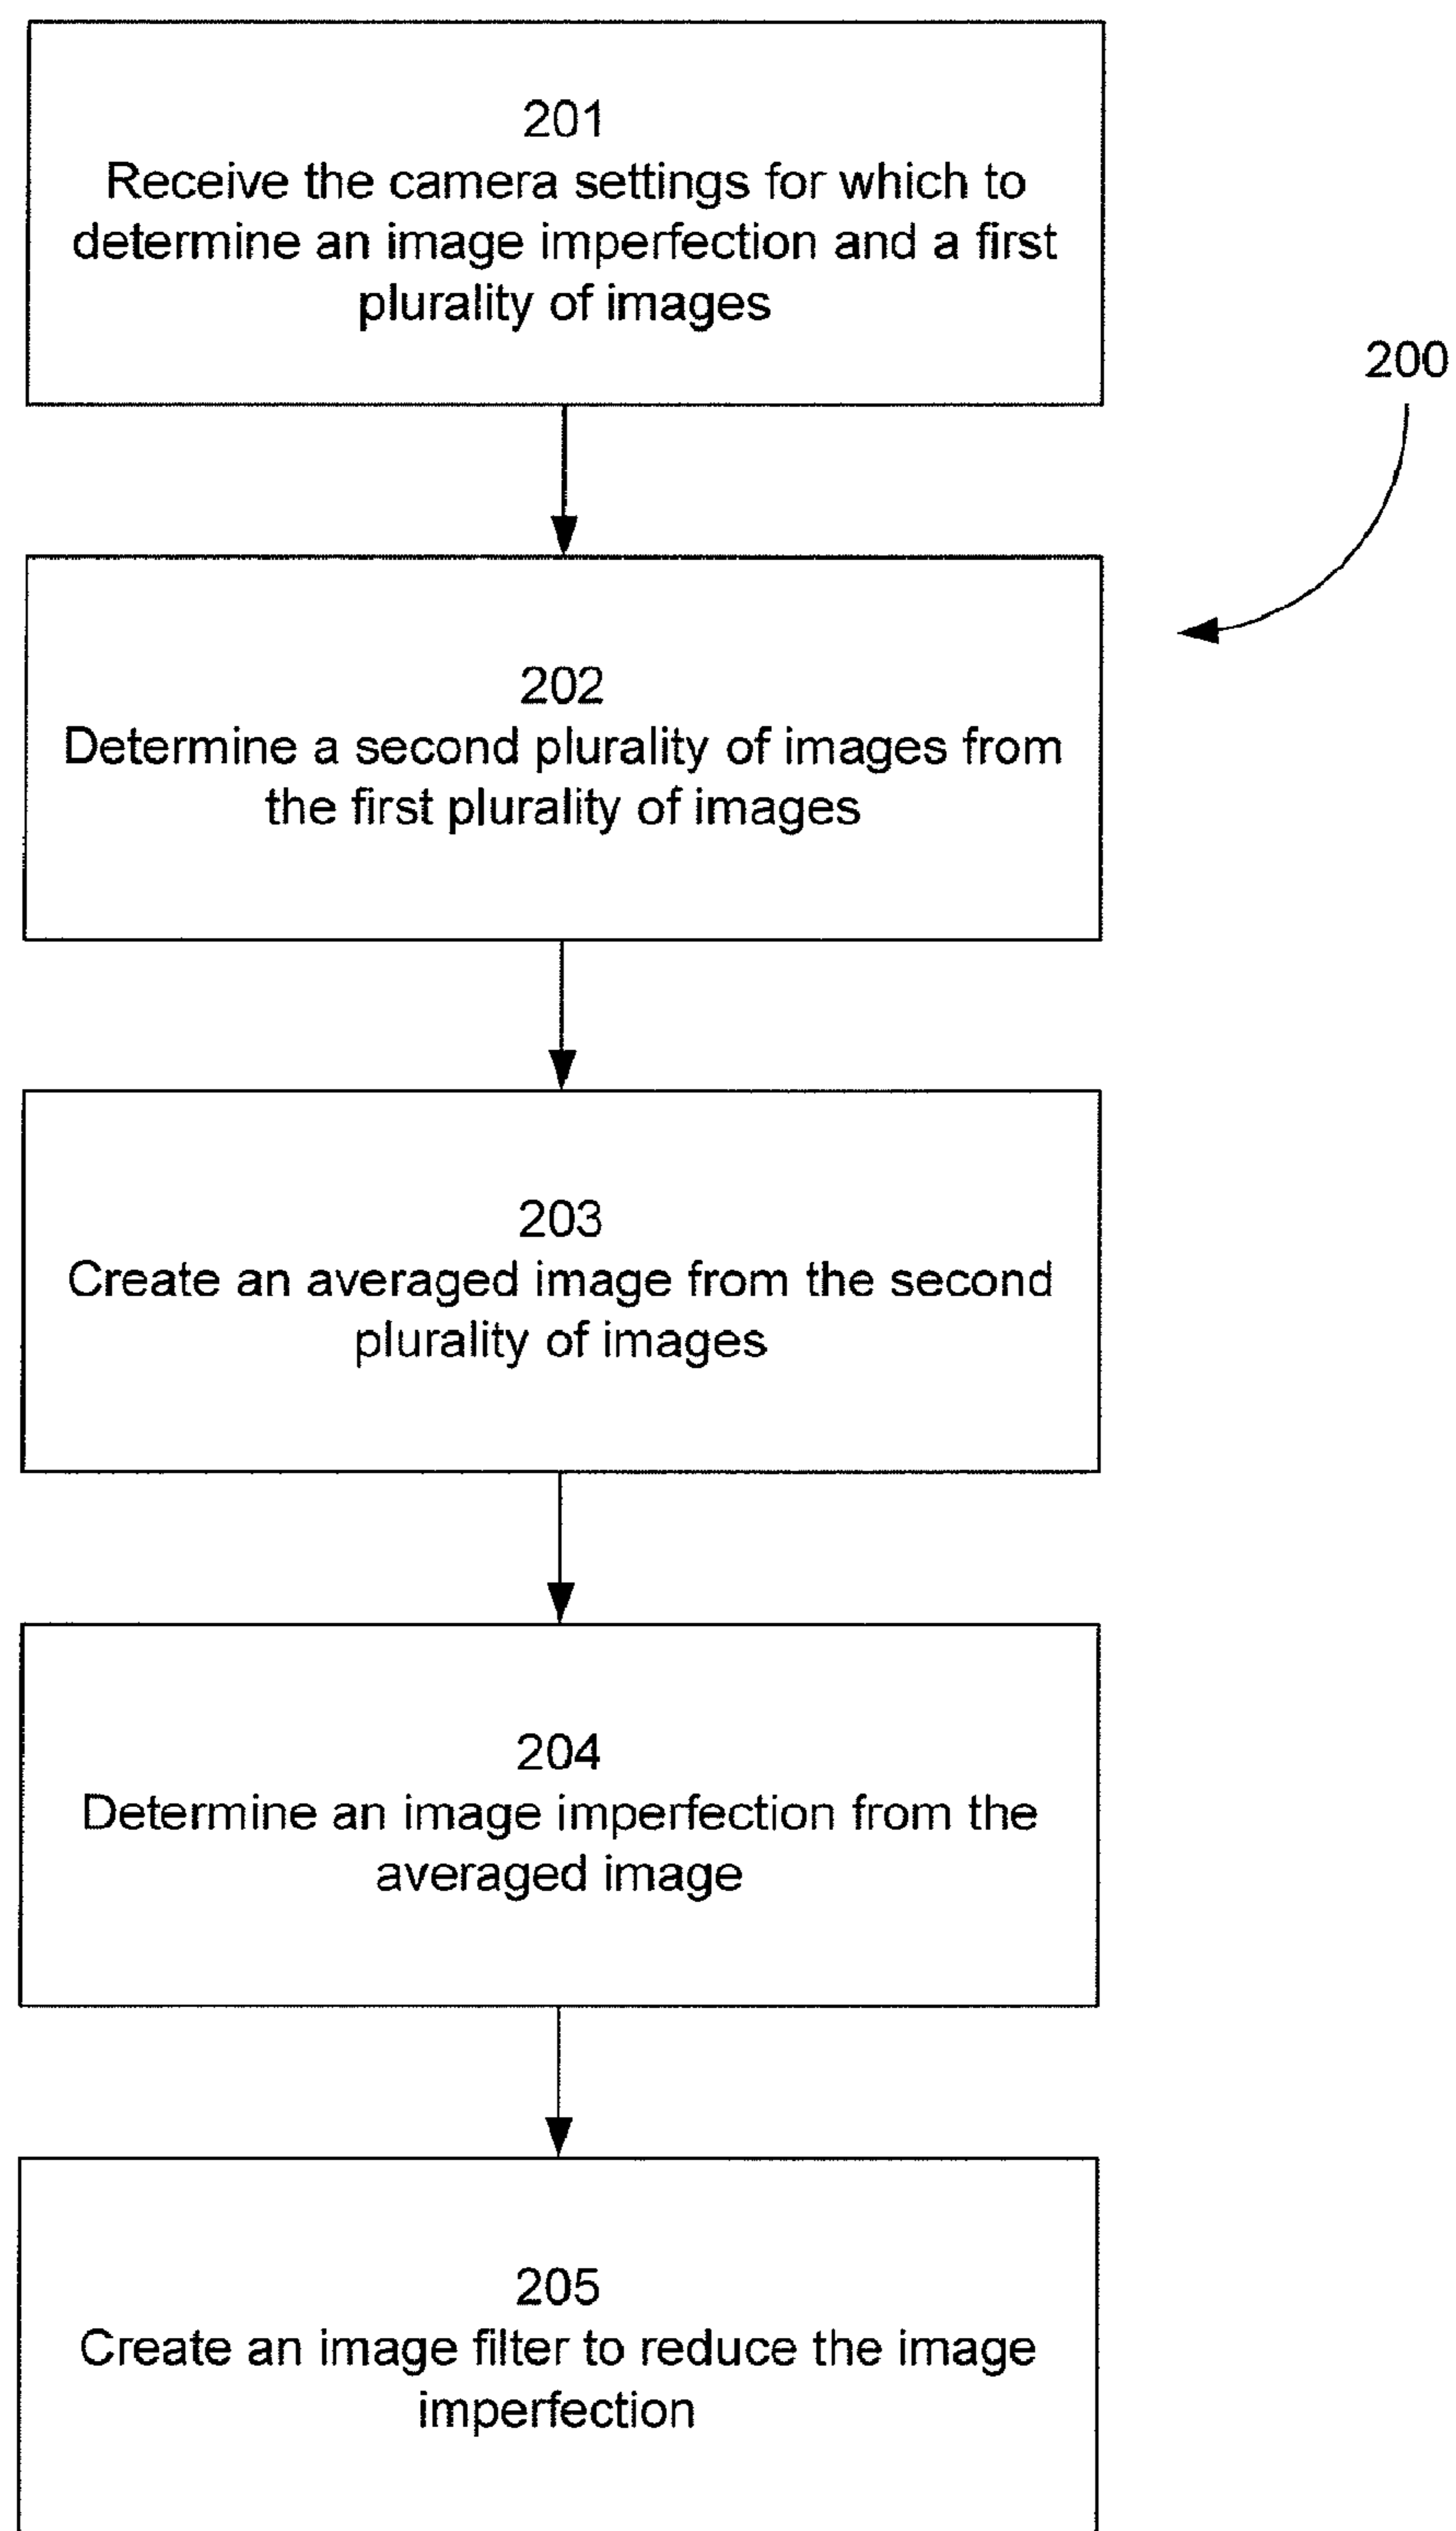 201
Receive the camera settings for which to
determine an image imperfection and a first
plurality of images
200
202
Determine a second plurality of images from
the first plurality of images
203
Create an averaged image from the second
plurality of images
204
Determine an image imperfection from the
averaged image
205
Create an image filter to reduce the image
imperfection